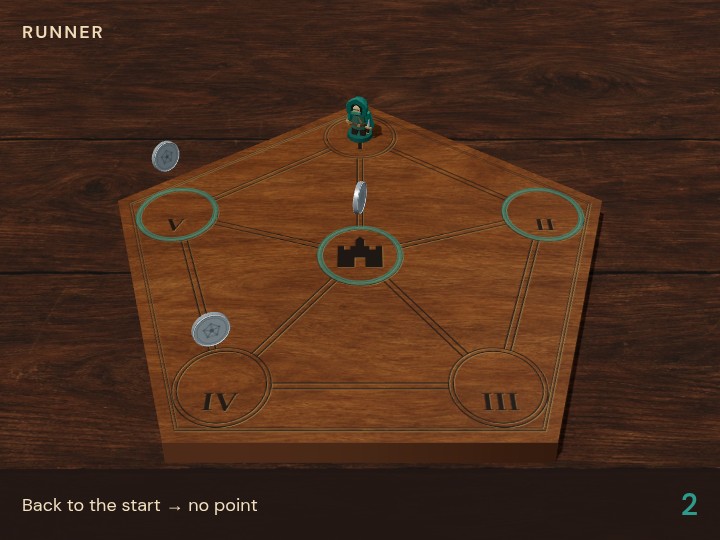 RUNNER
V
II
IV
III
Back to the start → no point
2